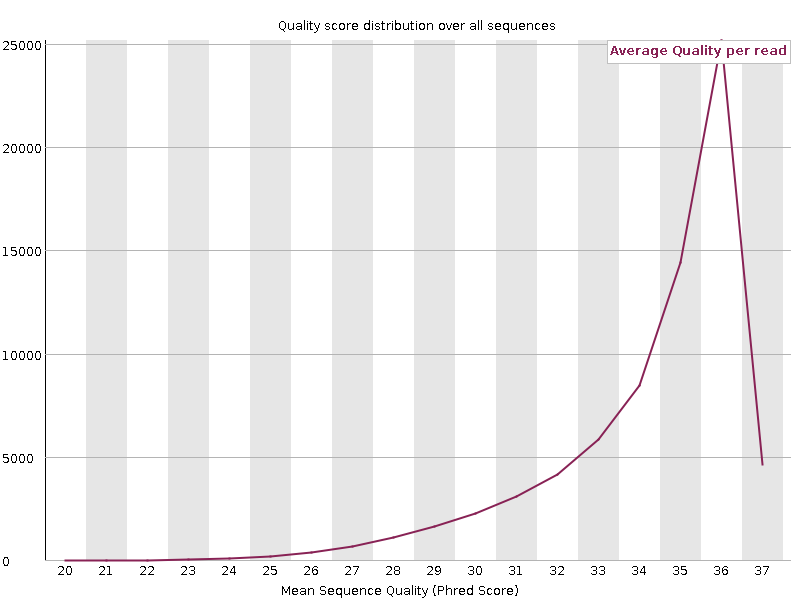 Quality score distribution over all sequences
25000
Average Quality per read
20000
15000
10000
5000
0
20 21 22 23 24 25 26 27 28 29 30 31 32 33 34 35 36 37
Mean Sequence Quality (Phred Score)